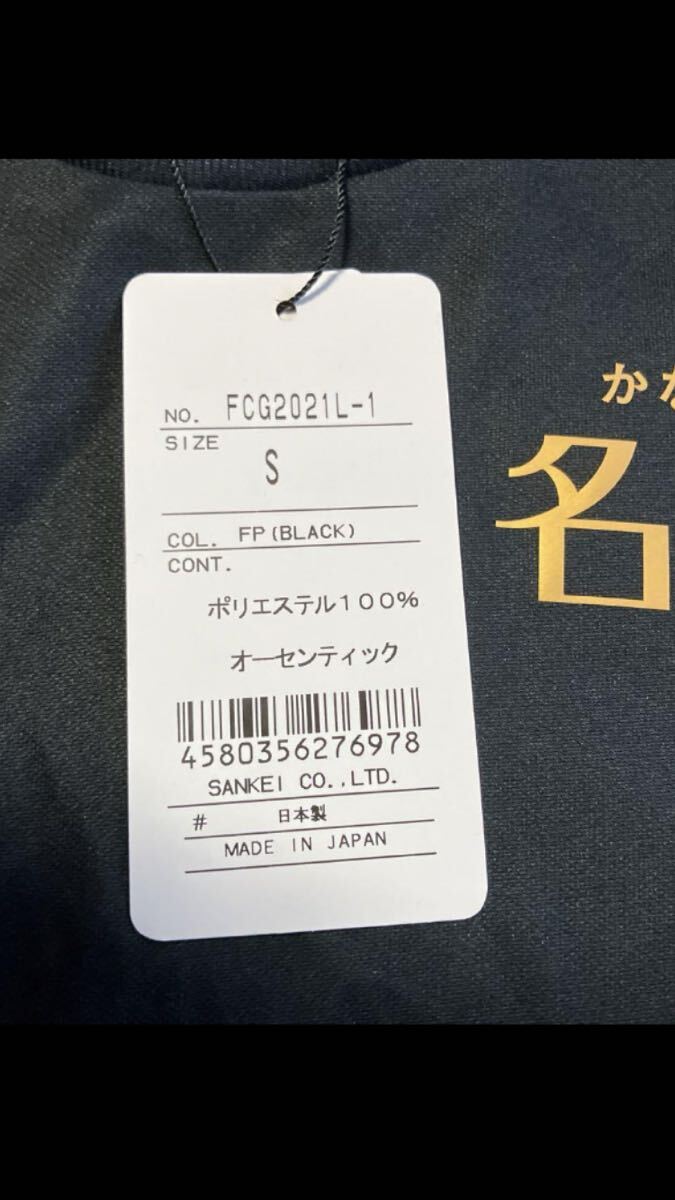 NO. FCG2021L-1
SIZE
S
COL. FP(BLACK)
CONT.
ポリエステル100%
オーセンティック
4580356276978
SANKEI CO.,LTD.
# 日本製
MADE IN JAPAN
かな
名